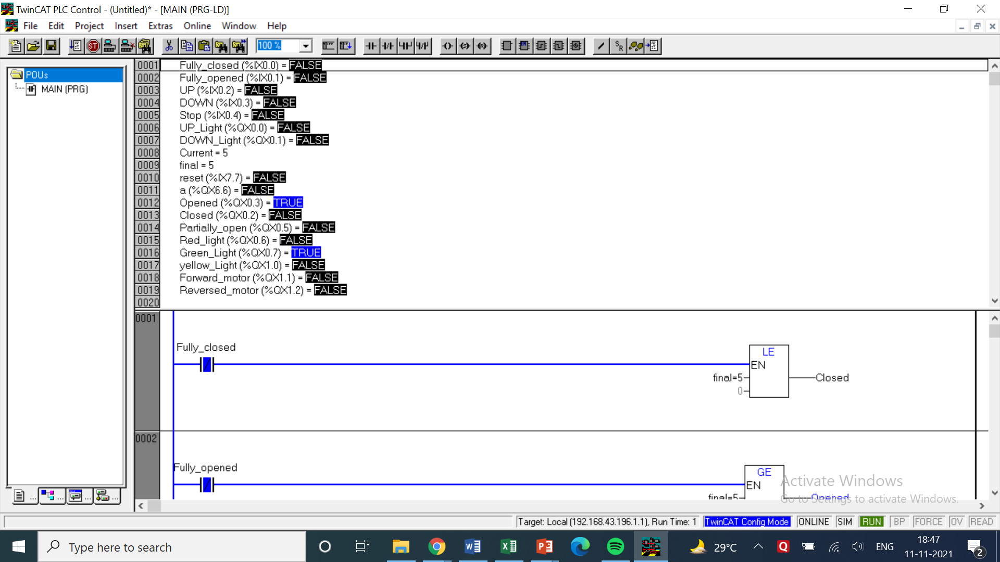 TwinCAT PLC Control - (Untitled)* - [MAIN (PRG-LD)]
File Edit Project Insert Extras Online Window Help
100 %
POUs
MAIN (PRG)
0001 Fully_closed (%IX0.0) = FALSE
0002 Fully_opened (%IX0.1) = FALSE
0003 UP (%IX0.2) = FALSE
0004 DOWN (%IX0.3) = FALSE
0005 Stop (%IX0.4) = FALSE
0006 UP_Light (%QX0.0) = FALSE
0007 DOWN_Light (%QX0.1) = FALSE
0008 Current = 5
0009 final = 5
0010 reset (%IX7.7) = FALSE
0011 a (%QX6.6) = FALSE
0012 Opened (%QX0.3) = TRUE
0013 Closed (%QX0.2) = FALSE
0014 Partially_open (%QX0.5) = FALSE
0015 Red_light (%QX0.6) = FALSE
0016 Green_Light (%QX0.7) = TRUE
0017 yellow_Light (%QX1.0) = FALSE
0018 Forward_motor (%QX1.1) = FALSE
0019 Reversed_motor (%QX1.2) = FALSE
0020
0001
Fully_closed
LE
EN
final=5
Closed
0
0002
Fully_opened
GE
EN
final=5
Opened
Activate Windows
Go to Settings to activate Windows.
... ... ... ...
Target: Local (192.168.43.196.1.1), Run Time: 1 TwinCAT Config Mode ONLINE SIM RUN BP FORCE OV READ
Type here to search
29°C
ENG
18:47
11-11-2021
2